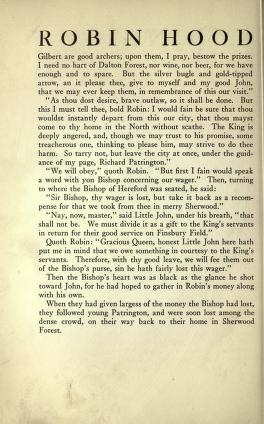 ROBIN HOOD
Gilbert are good archers; upon them, I pray, bestow the prizes.
I need no hart of Dalton Forest, nor wine, nor beer, for we have
enough and to spare. But the silver bugle and gold-tipped
arrow, an it please thee, give to myself and my good John,
that we may ever keep them, in remembrance of this our visit."
"As thou dost desire, brave outlaw, so it shall be done. But
this I must tell thee, bold Robin: I would fain be sure that thou
wouldst instantly depart from this our city, that thou mayst
come to thy home in the North without scathe. The King is
deeply angered, and, though we may trust to his promise, some
treacherous one, thinking to please him, may strive to do thee
harm. So tarry not, but leave the city at once, under the guid-
ance of my page, Richard Patrington."
"We will obey," quoth Robin. "But first I fain would speak
a word with yon Bishop concerning our wager." Then, turning
to where the Bishop of Hereford was seated, he said:
"Sir Bishop, thy wager is lost, but take it back as a recom-
pense for that we took from thee in merry Sherwood."
"Nay, now, master," said Little John, under his breath, "that
shall not be. We must divide it as a gift to the King's servants
in return for their good service on Finsbury Field."
Quoth Robin: "Gracious Queen, honest Little John here hath
put me in mind that we owe something in courtesy to the King's
servants. Therefore, with thy good leave, we will fee them out
of the Bishop's purse, sin he hath fairly lost this wager."
Then the Bishop's heart was black as the glance he shot
toward John, for he had hoped to gather in Robin's money along
with his own.
When they had given largess of the money the Bishop had lost,
they followed young Patrington, and were soon lost among the
dense crowd, on their way back to their home in Sherwood
Forest.